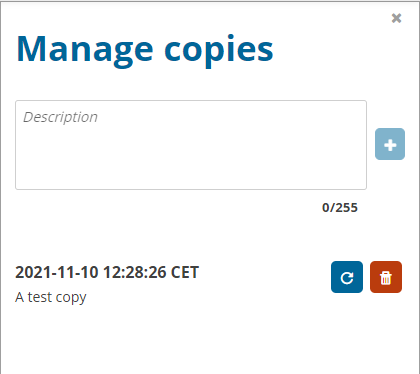 Manage copies
Description
0/255
2021-11-10 12:28:26 CET
A test copy